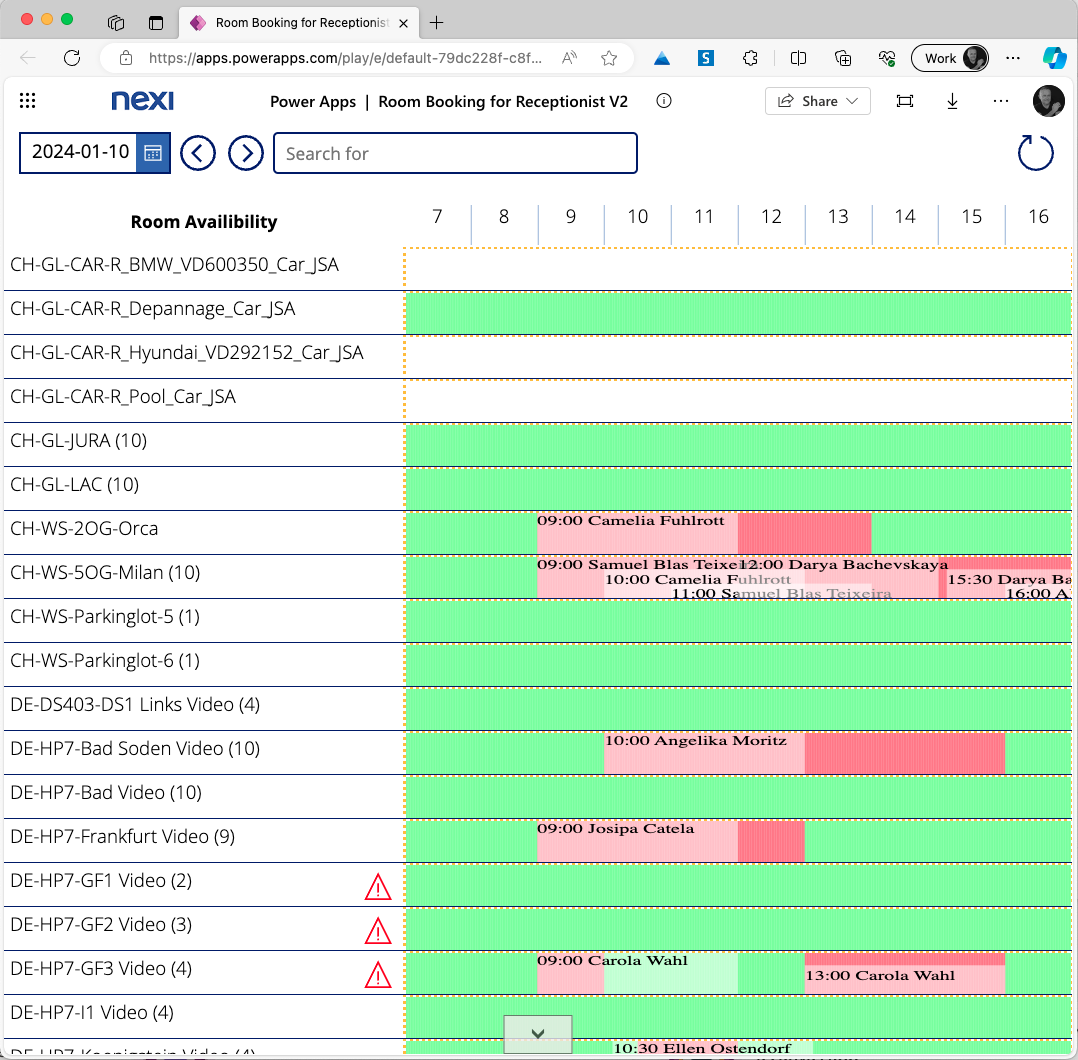 Room Booking for Receptionist
https://apps.powerapps.com/play/e/default-79dc228f-c8f...
Work
nexi
Power Apps | Room Booking for Receptionist V2
Share
2024-01-10
Search for
Room Availibility
7 8 9 10 11 12 13 14 15 16
CH-GL-CAR-R_BMW_VD600350_Car_JSA
CH-GL-CAR-R_Depannage_Car_JSA
CH-GL-CAR-R_Hyundai_VD292152_Car_JSA
CH-GL-CAR-R_Pool_Car_JSA
CH-GL-JURA (10)
CH-GL-LAC (10)
CH-WS-2OG-Orca
09:00 Camelia Fuhlrott
CH-WS-5OG-Milan (10)
09:00 Samuel Blas Teixei 12:00 Darya Bachevskaya
10:00 Camelia Fuhlrott 15:30 Darya Ba
11:00 Samuel Blas Teixeira 16:00 A
CH-WS-Parkinglot-5 (1)
CH-WS-Parkinglot-6 (1)
DE-DS403-DS1 Links Video (4)
DE-HP7-Bad Soden Video (10)
10:00 Angelika Moritz
DE-HP7-Bad Video (10)
DE-HP7-Frankfurt Video (9)
09:00 Josipa Catela
DE-HP7-GF1 Video (2)
DE-HP7-GF2 Video (3)
DE-HP7-GF3 Video (4)
09:00 Carola Wahl
13:00 Carola Wahl
DE-HP7-I1 Video (4)
DE-HP7-Koenigstein Video (4)
10:30 Ellen Ostendorf